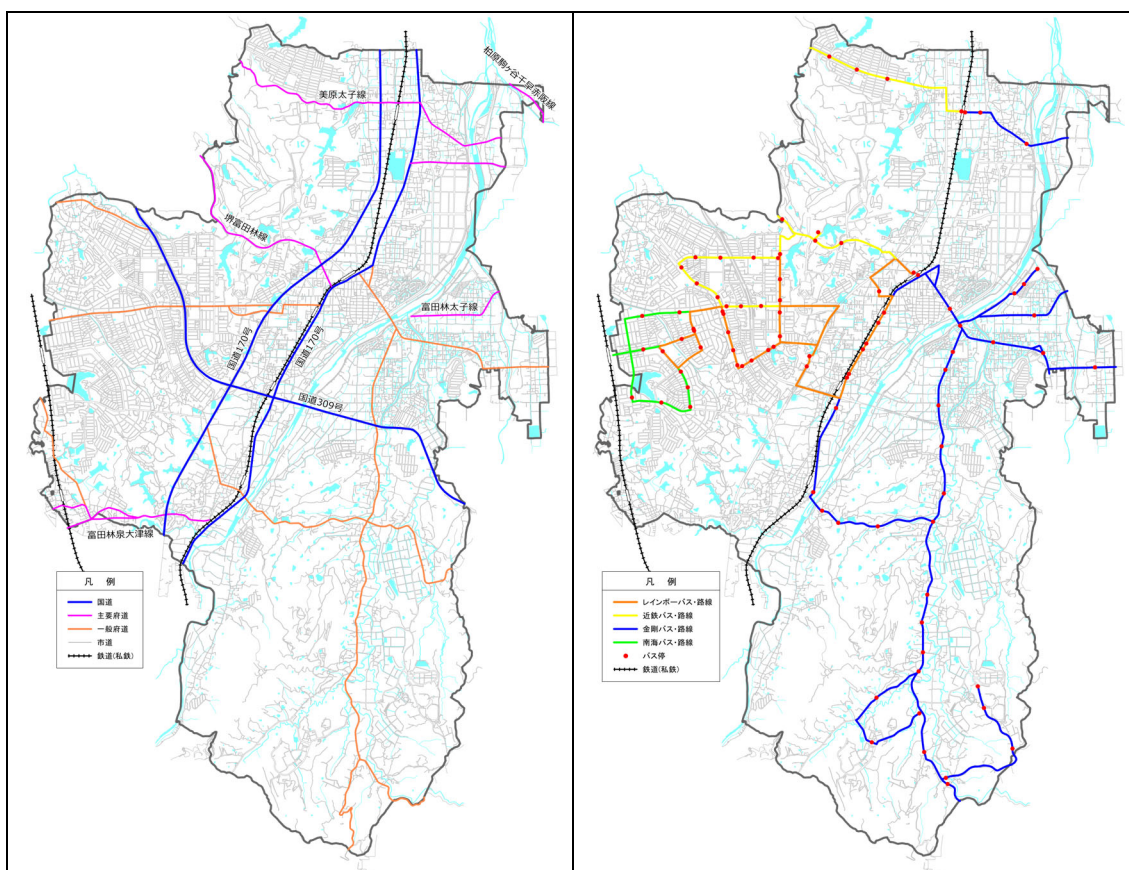 柏原駒ヶ谷千早赤阪線
美原太子線
堺富田林線
富田林太子線
国道170号
国道170号
国道309号
富田林泉大津線
凡 例
国道
主要府道
一般府道
市道
鉄道(私鉄)
凡 例
レインボーバス・路線
近鉄バス・路線
金剛バス・路線
南海バス・路線
バス停
鉄道(私鉄)